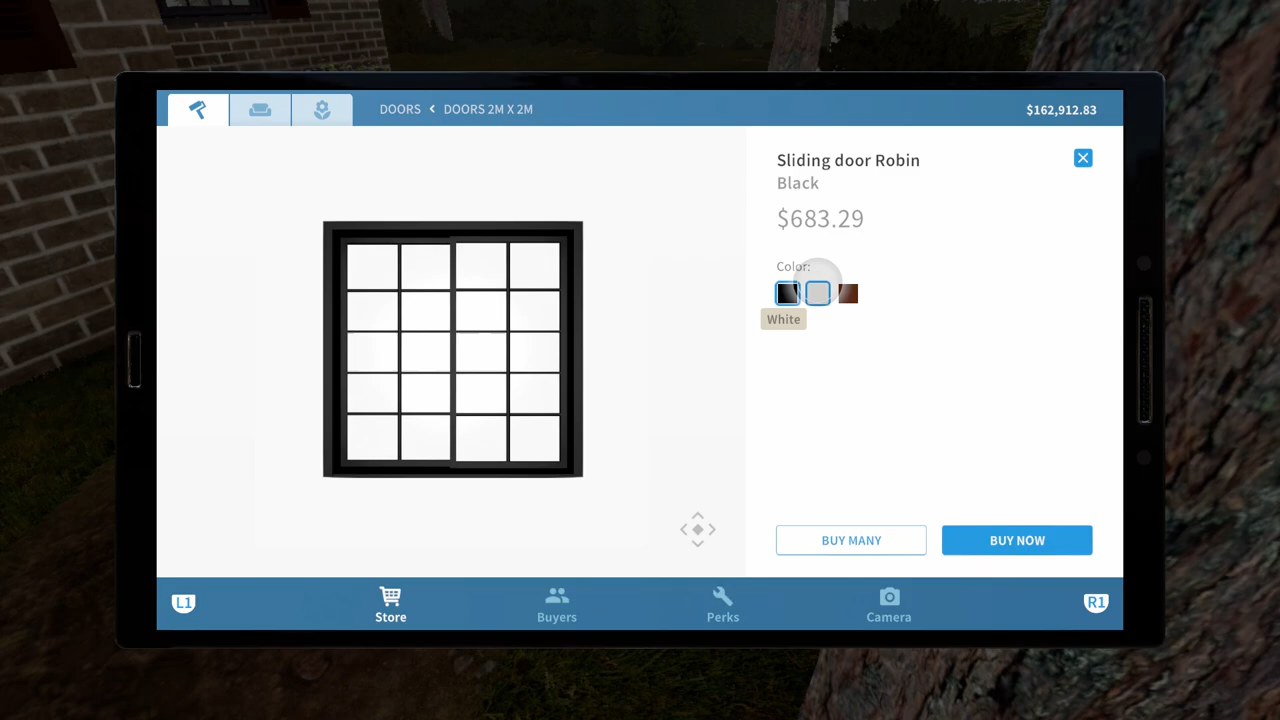 DOORS < DOORS 2M X 2M
$162,912.83
Sliding door Robin
Black
$683.29
Color:
White
BUY MANY
BUY NOW
L1
Store
Buyers
Perks
Camera
R1